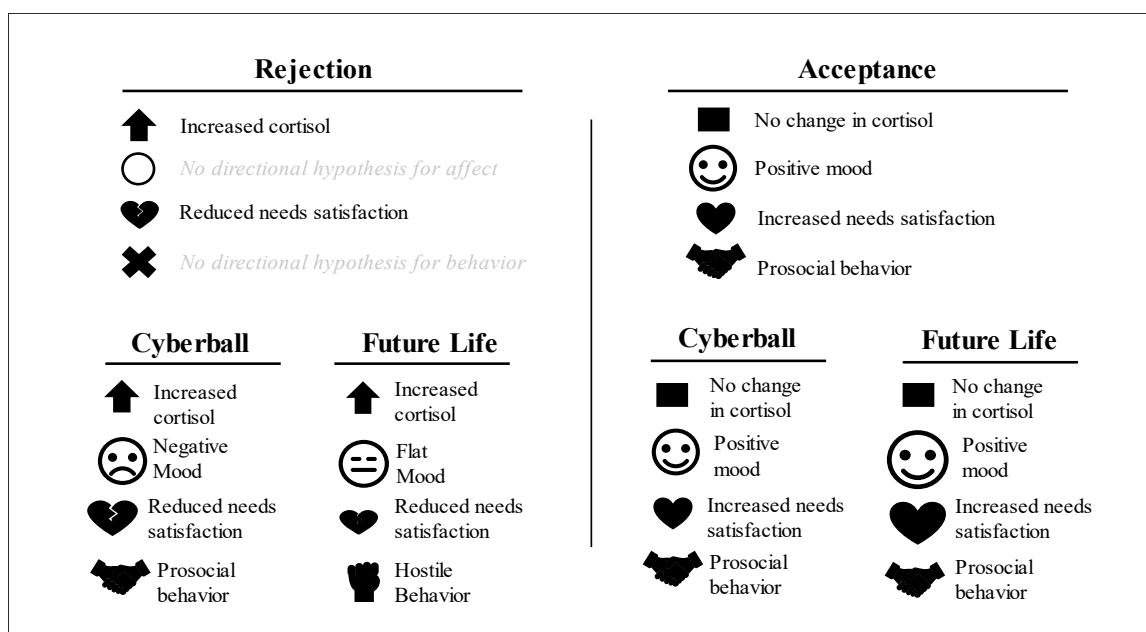 Rejection
Increased cortisol
No directional hypothesis for affect
Reduced needs satisfaction
No directional hypothesis for behavior
Cyberball
Increased
cortisol
Negative
Mood
Reduced needs
satisfaction
Prosocial
behavior
Future Life
Increased
cortisol
Flat
Mood
Reduced needs
satisfaction
Hostile
Behavior
Acceptance
No change in cortisol
Positive mood
Increased needs satisfaction
Prosocial behavior
Cyberball
No change
in cortisol
Positive
mood
Increased needs
satisfaction
Prosocial
behavior
Future Life
No change
in cortisol
Positive
mood
Increased needs
satisfaction
Prosocial
behavior